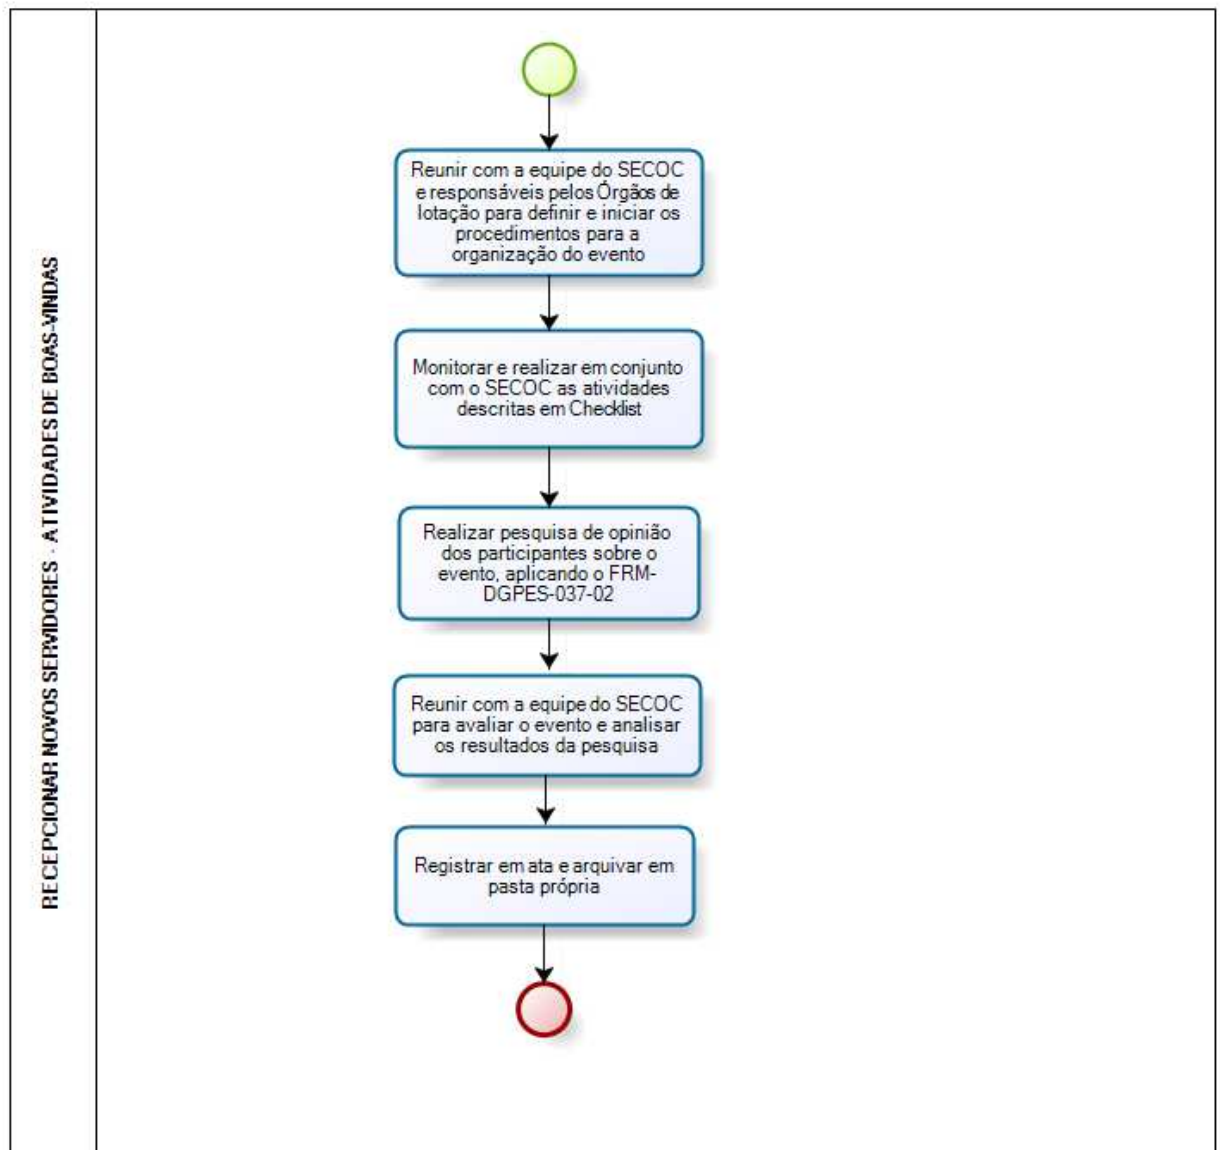 RECEPCIONAR NOVOS SERVIDORES - ATIVIDADES DE BOAS-VINDAS
Reunir com a equipe do SECOC
e responsáveis pelos Órgãos de
lotação para definir e iniciar os
procedimentos para a
organização do evento
Monitorar e realizar em conjunto
com o SECOC as atividades
descritas em Checklist
Realizar pesquisa de opinião
dos participantes sobre o
evento, aplicando o FRM-
DGPES-037-02
Reunir com a equipe do SECOC
para avaliar o evento e analisar
os resultados da pesquisa
Registrar em ata e arquivar em
pasta própria